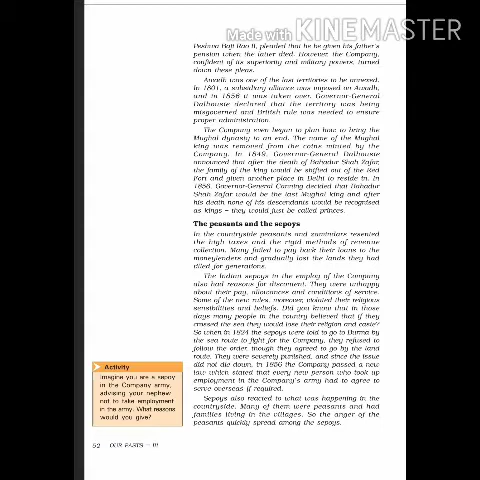 Made with KINEMASTER
Peshwa Baji Rao II, pleaded that he be given his father's
pension when the latter died. However, the Company,
confident of its superiority and military powers, turned
down these pleas.
Awadh was one of the last territories to be annexed.
In 1801, a subsidiary alliance was imposed on Awadh,
and in 1856 it was taken over. Governor-General
Dalhousie declared that the territory was being
misgoverned and British rule was needed to ensure
proper administration.
The Company even began to plan how to bring the
Mughal dynasty to an end. The name of the Mughal
king was removed from the coins minted by the
Company. In 1849, Governor-General Dalhousie
announced that after the death of Bahadur Shah Zafar,
the family of the king would be shifted out of the Red
Fort and given another place in Delhi to reside in. In
1856, Governor-General Canning decided that Bahadur
Shah Zafar would be the last Mughal king and after
his death none of his descendants would be recognised
as kings – they would just be called princes.
The peasants and the sepoys
In the countryside peasants and zamindars resented
the high taxes and the rigid methods of revenue
collection. Many failed to pay back their loans to the
moneylenders and gradually lost the lands they had
tilled for generations.
The Indian sepoys in the employ of the Company
also had reasons for discontent. They were unhappy
about their pay, allowances and conditions of service.
Some of the new rules, moreover, violated their religious
sensibilities and beliefs. Did you know that in those
days many people in the country believed that if they
crossed the sea they would lose their religion and caste?
So when in 1824 the sepoys were told to go to Burma by
the sea route to fight for the Company, they refused to
follow the order, though they agreed to go by the land
route. They were severely punished, and since the issue
did not die down, in 1856 the Company passed a new
law which stated that every new person who took up
employment in the Company's army had to agree to
serve overseas if required.
Sepoys also reacted to what was happening in the
countryside. Many of them were peasants and had
families living in the villages. So the anger of the
peasants quickly spread among the sepoys.
Activity
Imagine you are a sepoy
in the Company army,
advising your nephew
not to take employment
in the army. What reasons
would you give?
52 OUR PASTS – III